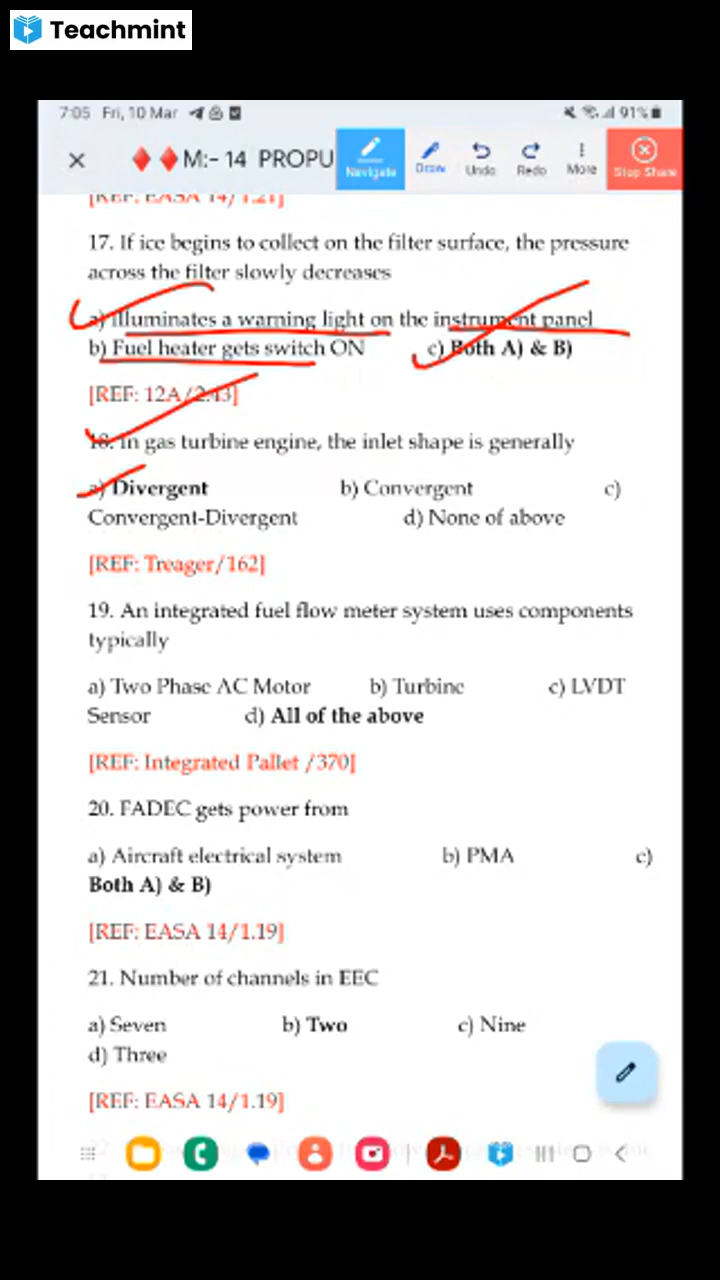 Teachmint
7:05 Fri, 10 Mar 91%
M:- 14 PROPU
Navigate Draw Undo Redo More Stop Share
[REF: EASA 14/1.21]
17. If ice begins to collect on the filter surface, the pressure
across the filter slowly decreases
a) Illuminates a warning light on the instrument panel
b) Fuel heater gets switch ON c) Both A) & B)
[REF: 12A/2.43]
18. In gas turbine engine, the inlet shape is generally
a) Divergent b) Convergent c)
Convergent-Divergent d) None of above
[REF: Treager/162]
19. An integrated fuel flow meter system uses components
typically
a) Two Phase AC Motor b) Turbine c) LVDT
Sensor d) All of the above
[REF: Integrated Pallet /370]
20. FADEC gets power from
a) Aircraft electrical system b) PMA c)
Both A) & B)
[REF: EASA 14/1.19]
21. Number of channels in EEC
a) Seven b) Two c) Nine
d) Three
[REF: EASA 14/1.19]